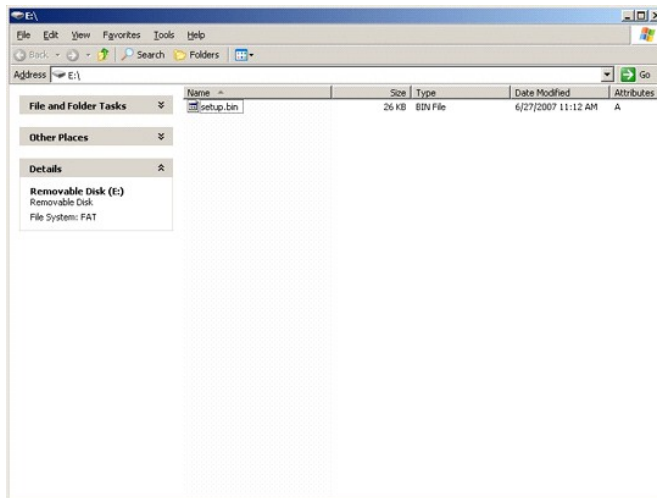 E:\
File Edit View Favorites Tools Help
Back Search Folders
Address E:\ Go
File and Folder Tasks
Other Places
Details
Removable Disk (E:)
Removable Disk
File System: FAT
Name Size Type Date Modified Attributes
setup.bin 26 KB BIN File 6/27/2007 11:12 AM A